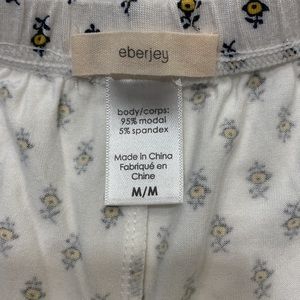 eberjey
body/corps:
95% modal
5% spandex
Made in China
Fabriqué en
Chine
M/M